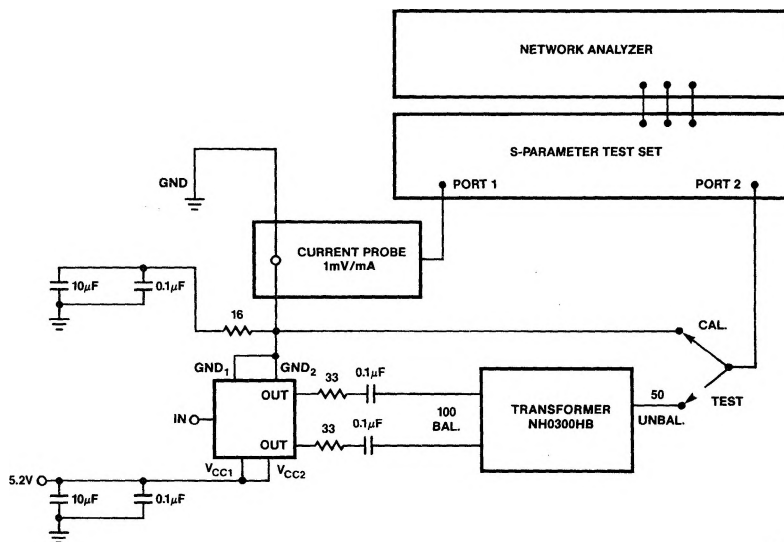 NETWORK ANALYZER
S-PARAMETER TEST SET
PORT 1
PORT 2
GND
CURRENT PROBE
1mV/mA
10µF
0.1µF
16
CAL.
GND1
GND2
OUT
33
0.1µF
IN
100
BAL.
TRANSFORMER
NH0300HB
50
UNBAL.
TEST
OUT
33
0.1µF
VCC1
VCC2
5.2V
10µF
0.1µF